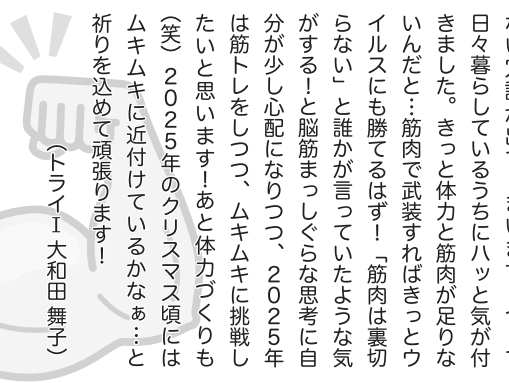 日々暮らしているうちにハッと気が付
きました。きっと体力と筋肉が足りな
いんだと…筋肉で武装すればきっとウ
イルスにも勝てるはず！「筋肉は裏切
らない」と誰かが言っていたような気
がする！と脳筋まっしぐらな思考に自
分が少し心配になりつつ、2025年
は筋トレをしつつ、ムキムキに挑戦し
たいと思います！あと体力づくりも
（笑）2025年のクリスマス頃には
ムキムキに近付けているかなぁ…と
祈りを込めて頑張ります！
（トライI 大和田 舞子）